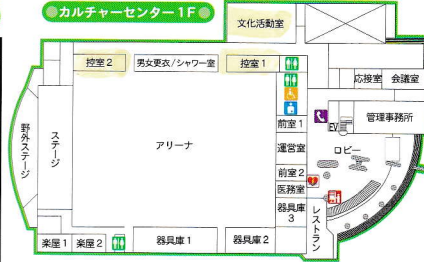 カルチャーセンター1F
文化活動室
控室2
男女更衣/シャワー室
控室1
応接室
会議室
前室1
EV
管理事務所
野外ステージ
ステージ
アリーナ
運営室
ロビー
前室2
医務室
器具庫3
レストラン
楽屋1
楽屋2
器具庫1
器具庫2